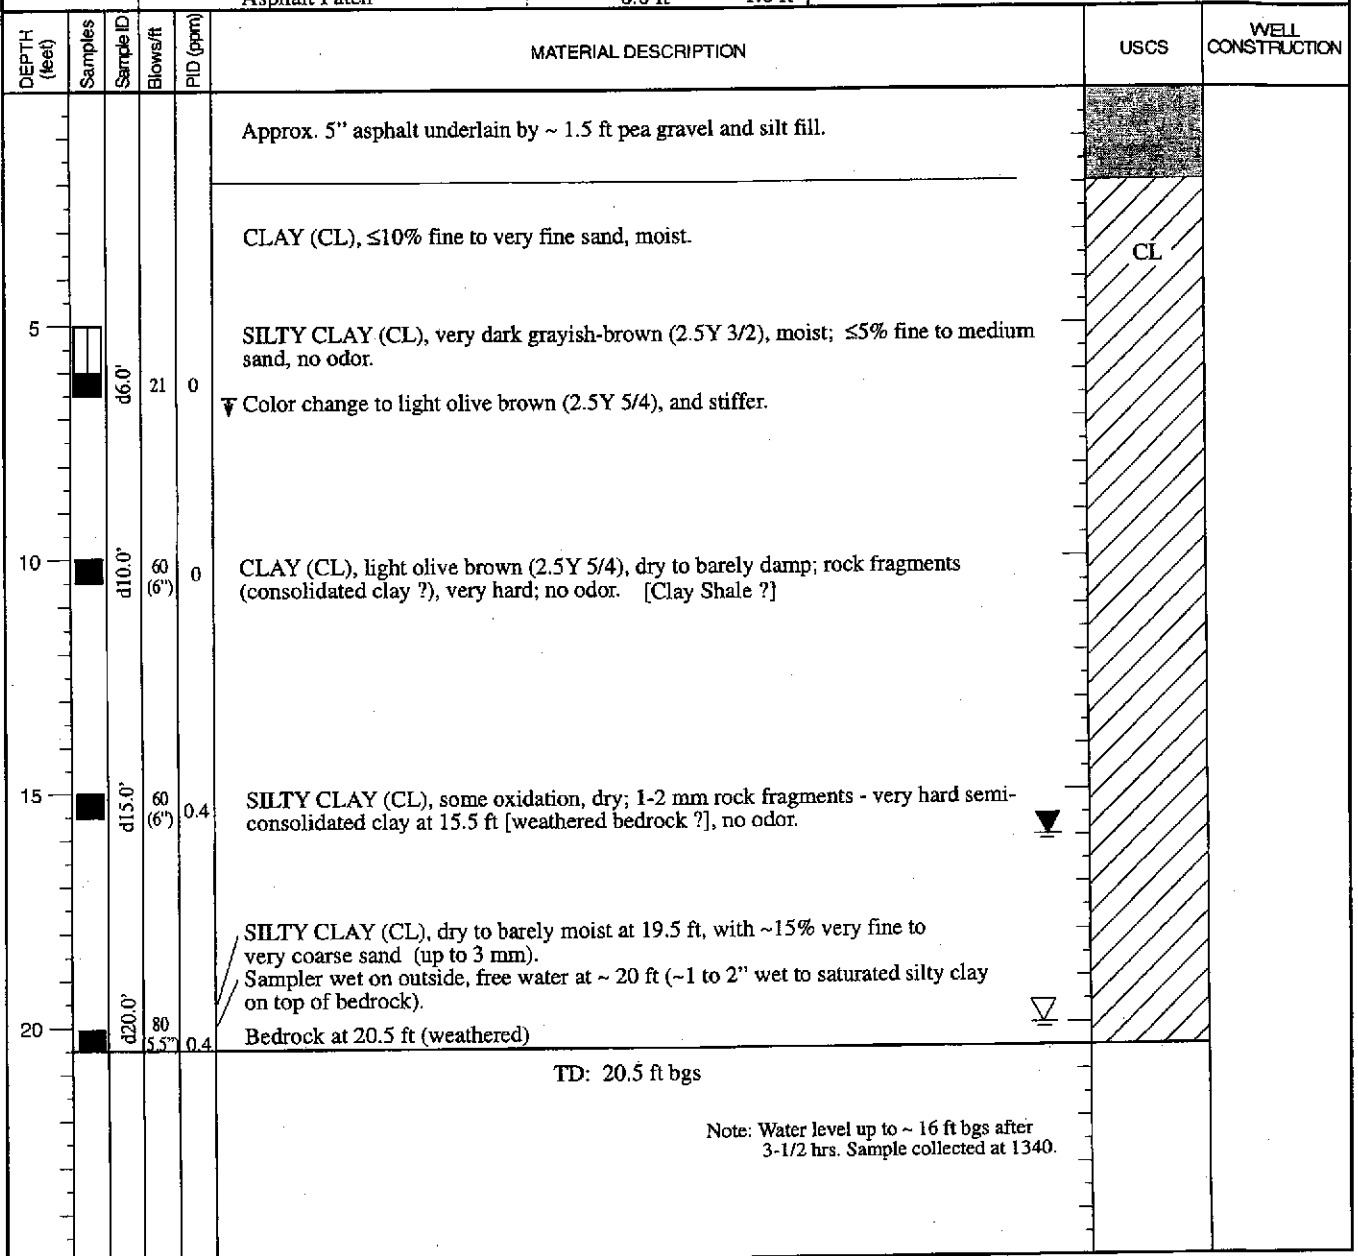 Asphalt Patch
DEPTH (feet)
Samples
Sample ID
Blows/ft
PID (ppm)
MATERIAL DESCRIPTION
USCS
WELL CONSTRUCTION
Approx. 5" asphalt underlain by ~ 1.5 ft pea gravel and silt fill.
CLAY (CL), ≤10% fine to very fine sand, moist.
CL
5
SILTY CLAY (CL), very dark grayish-brown (2.5Y 3/2), moist; ≤5% fine to medium
sand, no odor.
d6.0'
21
0
Color change to light olive brown (2.5Y 5/4), and stiffer.
10
d10.0'
60
(6")
0
CLAY (CL), light olive brown (2.5Y 5/4), dry to barely damp; rock fragments
(consolidated clay ?), very hard; no odor. [Clay Shale ?]
15
d15.0'
60
(6")
0.4
SILTY CLAY (CL), some oxidation, dry; 1-2 mm rock fragments - very hard semi-
consolidated clay at 15.5 ft [weathered bedrock ?], no odor.
SILTY CLAY (CL), dry to barely moist at 19.5 ft, with ~15% very fine to
very coarse sand (up to 3 mm).
Sampler wet on outside, free water at ~ 20 ft (~1 to 2" wet to saturated silty clay
on top of bedrock).
20
d20.0'
80
5.5")
0.4
Bedrock at 20.5 ft (weathered)
TD: 20.5 ft bgs
Note: Water level up to ~ 16 ft bgs after
3-1/2 hrs. Sample collected at 1340.